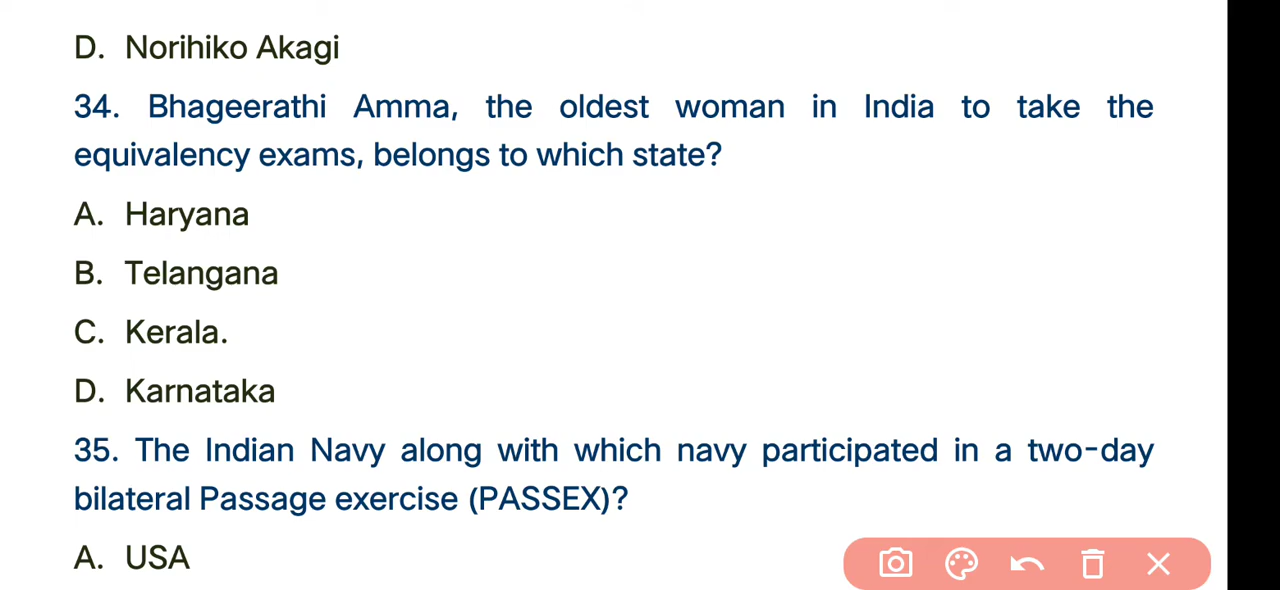 D. Norihiko Akagi
34. Bhageerathi Amma, the oldest woman in India to take the
equivalency exams, belongs to which state?
A. Haryana
B. Telangana
C. Kerala.
D. Karnataka
35. The Indian Navy along with which navy participated in a two-day
bilateral Passage exercise (PASSEX)?
A. USA